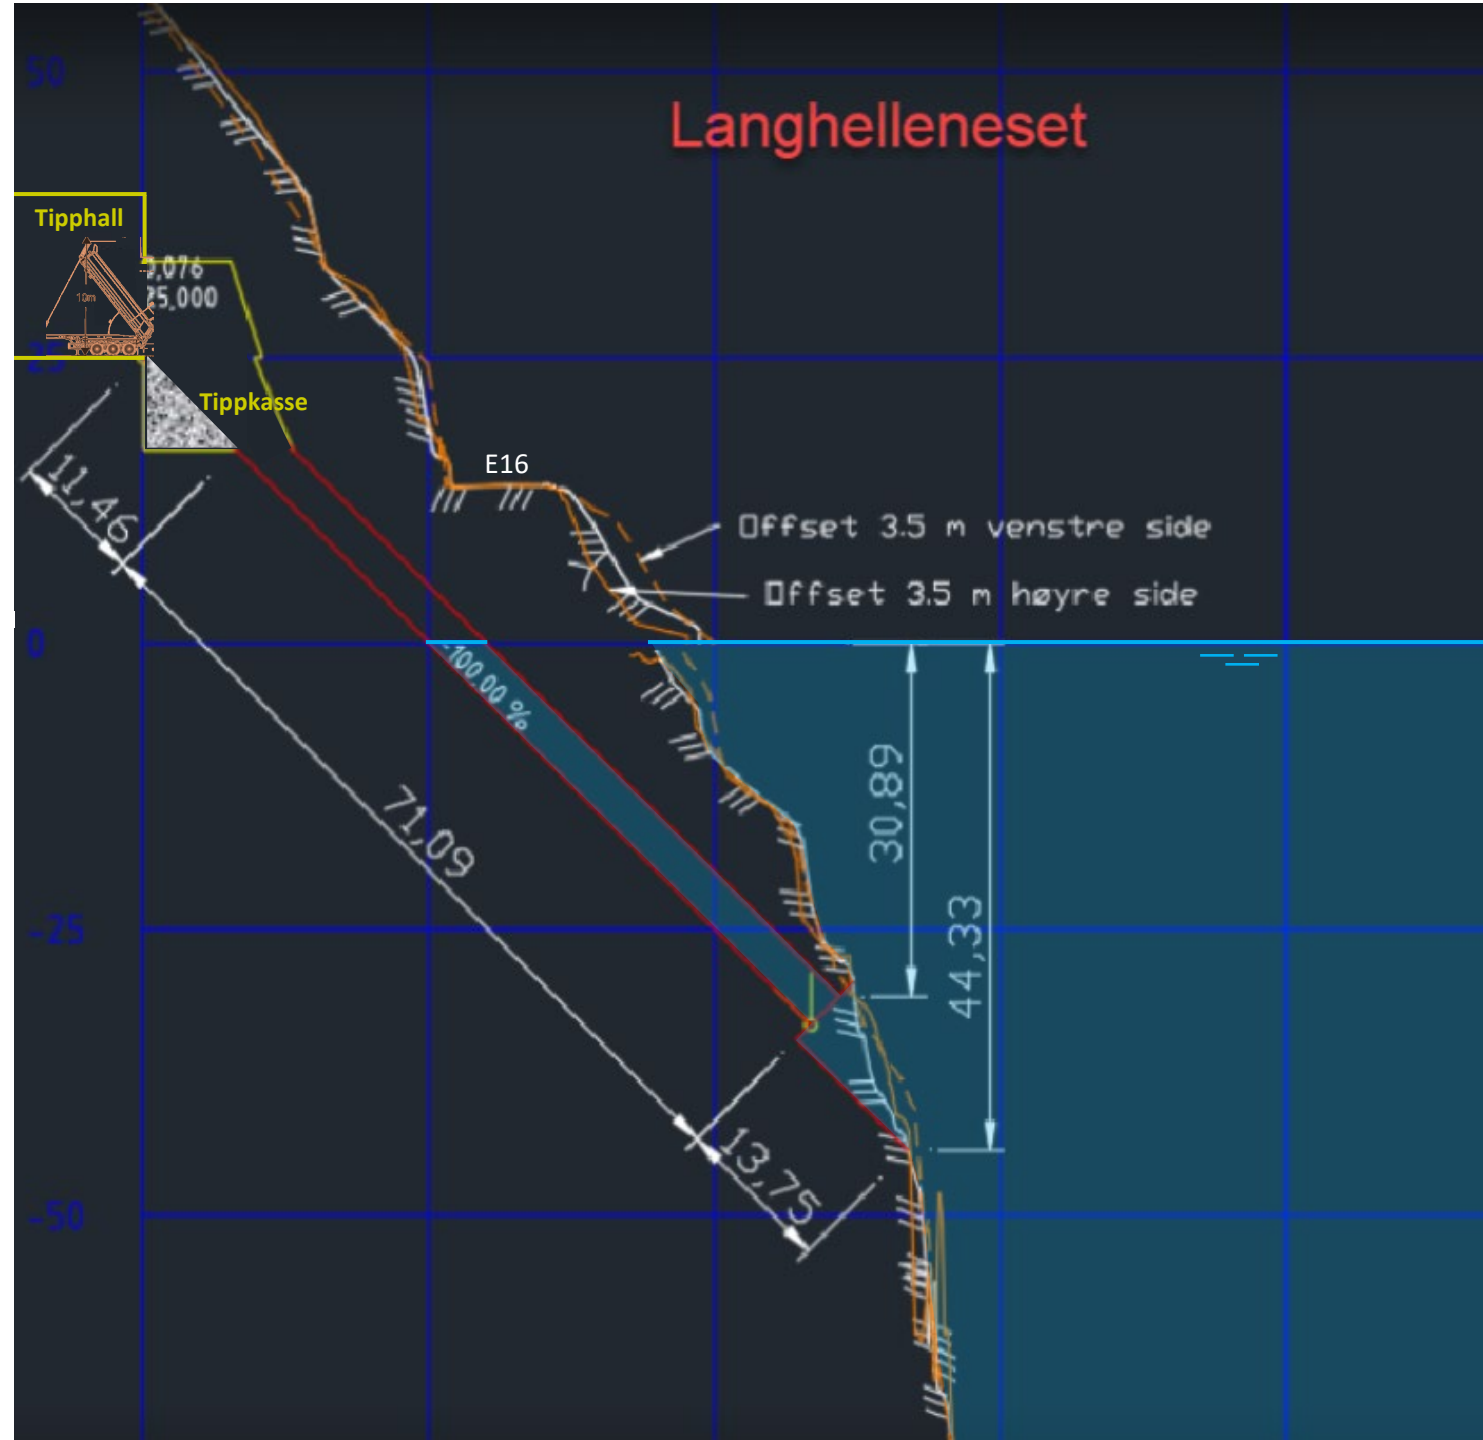 50
Langhelleneset
Tipphall
10m
25,000
25
Tippkasse
E16
11,46
Offset 3.5 m venstre side
Offset 3.5 m høyre side
0
-100,00 %
30,89
71,09
44,33
-25
13,75
-50